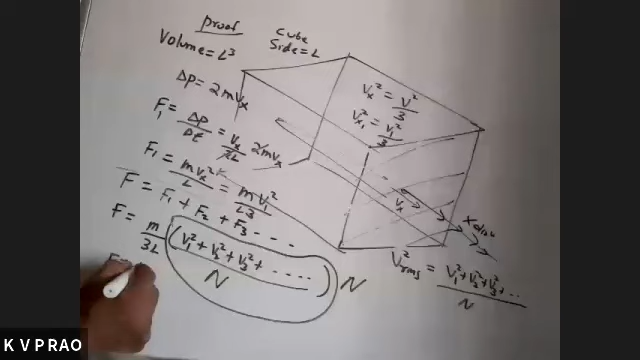 proof
Volume = L³
cube
Side = L
Δp = 2mVx
Vx² = V²/3
Vx₁² = V₁²/3
F₁ = Δp/Δt = Vx/2L 2mVx
F₁ = mVx²/L = mV₁²/L3
F = F₁ + F₂ + F₃ . . . .
Vx
F = m/3L (V₁² + V₂² + V₃² + . . . . .)/N N
V²rms = V₁² + V₂² + V₃² + . . ./N
K V P RAO